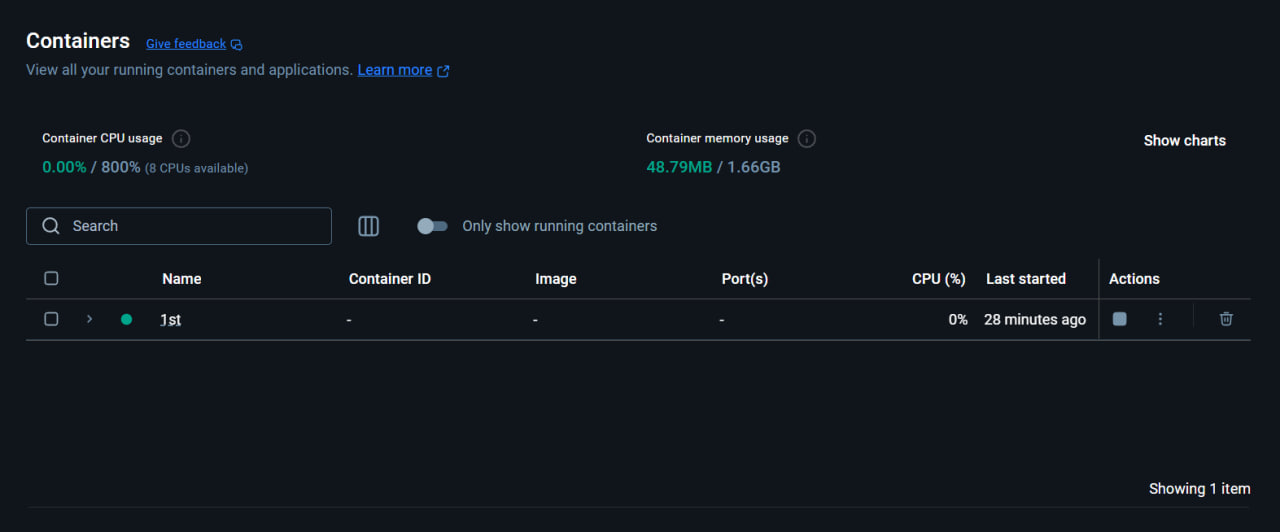 Containers Give feedback
View all your running containers and applications. Learn more
Container CPU usage Container memory usage Show charts
0.00% / 800% (8 CPUs available) 48.79MB / 1.66GB
Search Only show running containers
Name Container ID Image Port(s) CPU (%) Last started Actions
1st - - - 0% 28 minutes ago
Showing 1 item